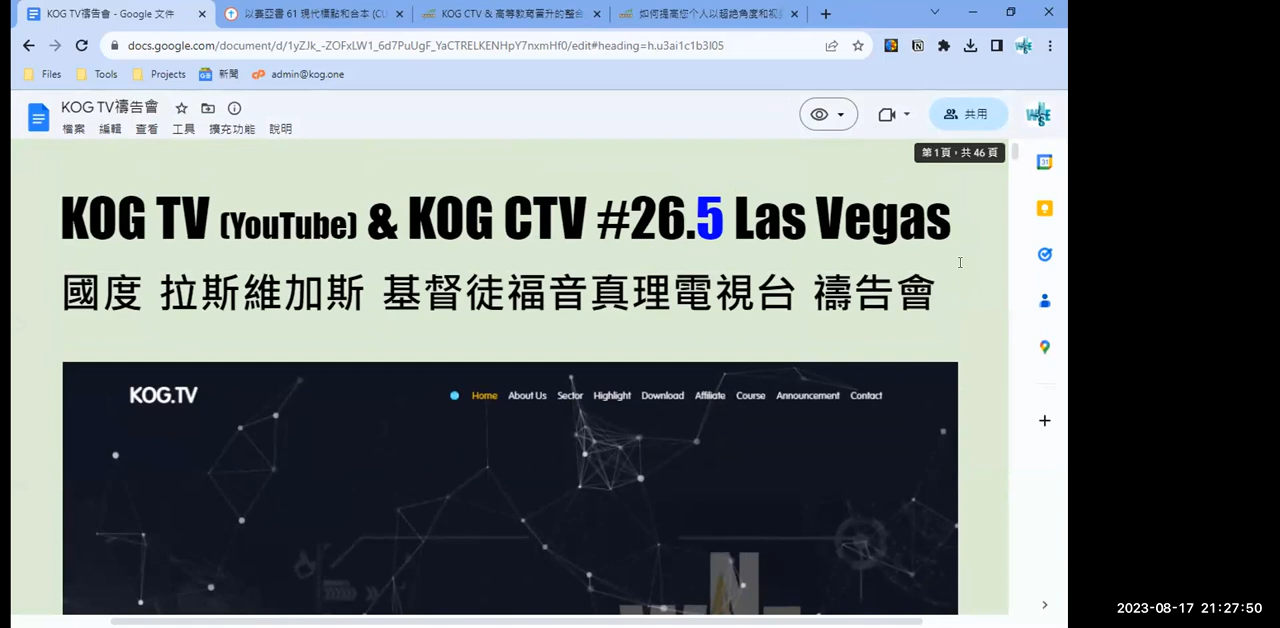 KOG TV禱告會 - Google 文件
以賽亞書 61 現代標點和合本 (CU
KOG CTV & 高等教育晉升的整合
如何提高您个人以超絶角度和視
docs.google.com/document/d/1yZJk_-ZOFxLW1_6d7PuUgF_YaCTRELKENHpY7nxmHf0/edit#heading=h.u3ai1c1b3l05
Files
Tools
Projects
新聞
admin@kog.one
KOG TV禱告會
檔案 編輯 查看 工具 擴充功能 說明
共用
第 1 頁，共 46 頁
KOG TV (YouTube) & KOG CTV #26.5 Las Vegas
國度 拉斯維加斯 基督徒福音真理電視台 禱告會
KOG.TV
Home About Us Sector Highlight Download Affiliate Course Announcement Contact
2023-08-17 21:27:50